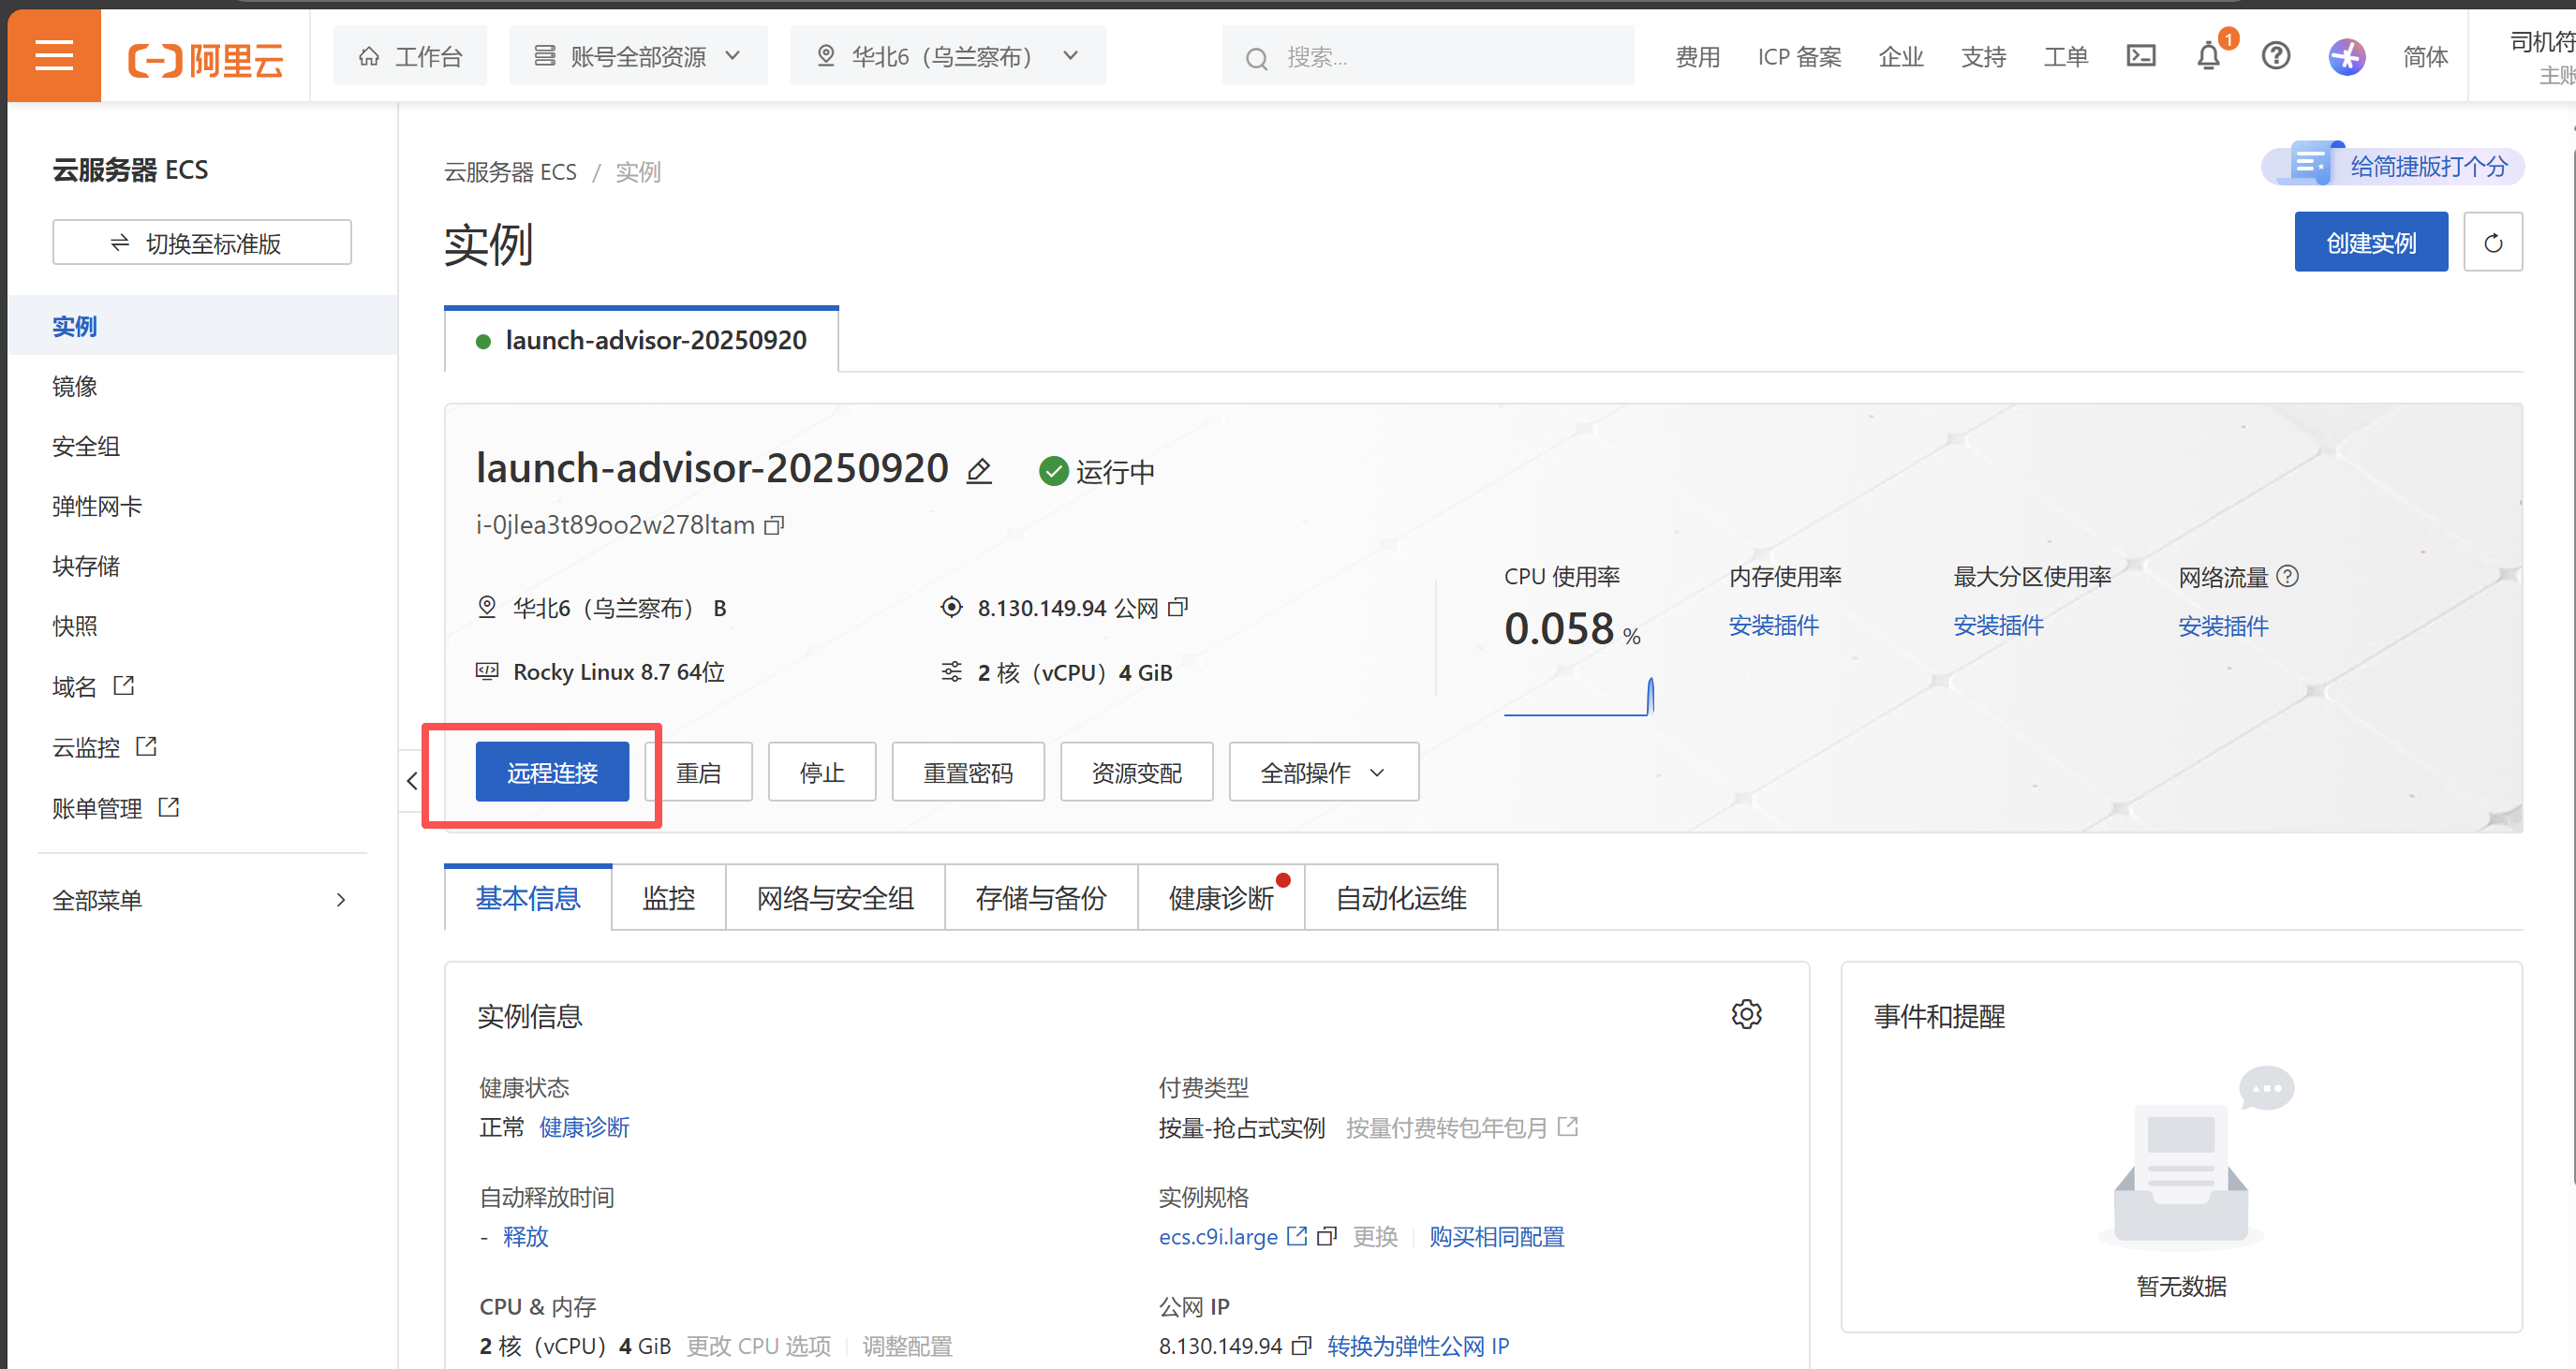 阿里云
工作台
账号全部资源
华北6（乌兰察布）
搜索...
费用
ICP 备案
企业
支持
工单
1
简体
主账
云服务器 ECS
切换至标准版
实例
镜像
安全组
弹性网卡
块存储
快照
域名
云监控
账单管理
全部菜单
云服务器 ECS / 实例
给简捷版打个分
实例
创建实例
launch-advisor-20250920
launch-advisor-20250920
运行中
i-0jlea3t89oo2w278ltam
华北6（乌兰察布） B
8.130.149.94 公网
Rocky Linux 8.7 64位
2 核（vCPU）4 GiB
CPU 使用率
0.058 %
内存使用率
安装插件
最大分区使用率
安装插件
网络流量
安装插件
远程连接
重启
停止
重置密码
资源变配
全部操作
基本信息
监控
网络与安全组
存储与备份
健康诊断
自动化运维
实例信息
健康状态
正常 健康诊断
付费类型
按量-抢占式实例 按量付费转包年包月
自动释放时间
- 释放
实例规格
ecs.c9i.large 更换 购买相同配置
CPU & 内存
2 核（vCPU）4 GiB 更改 CPU 选项 调整配置
公网 IP
8.130.149.94 转换为弹性公网 IP
事件和提醒
暂无数据